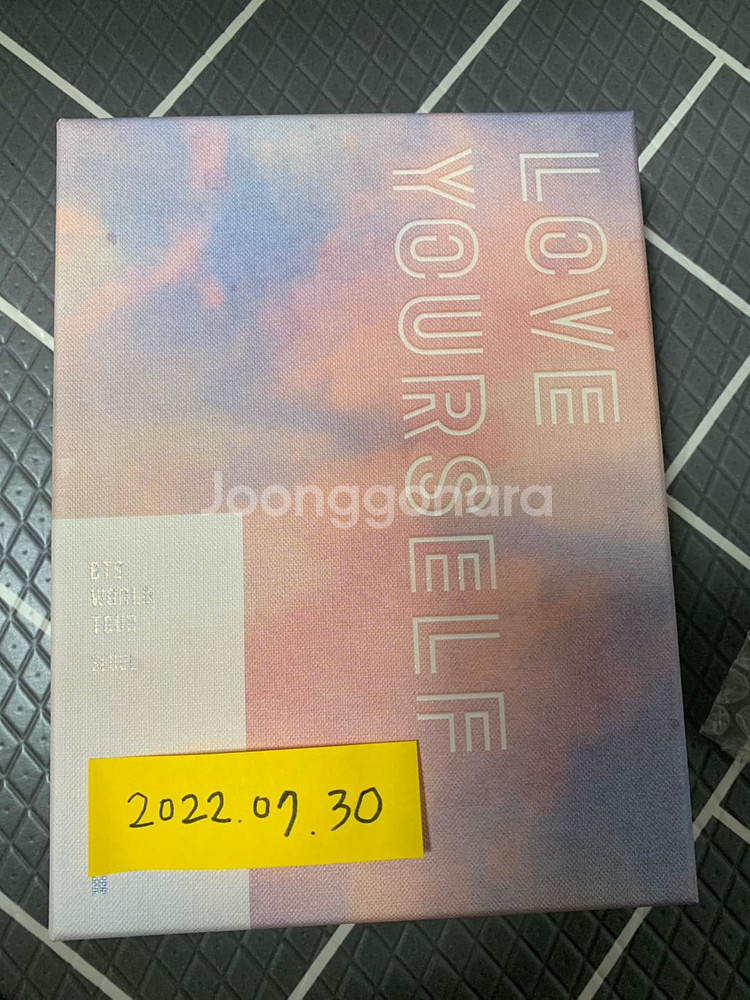 LOVE
YOURSELF
Joonggonara
BTS
WORLD
TOUR
SEOUL
2022.07.30